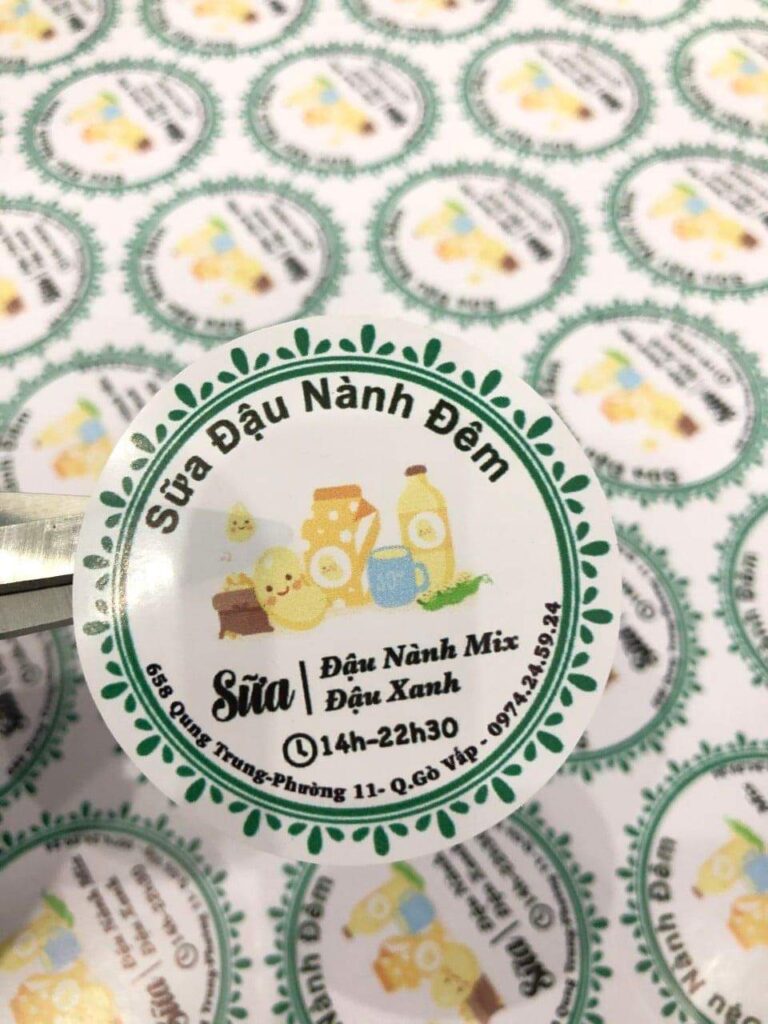 Sữa Đậu Nành Đêm
Sữa | Đậu Nành Mix
Đậu Xanh
14h-22h30
658 Qung Trung-Phường 11- Q.Gò Vấp - 0974.24.59.24